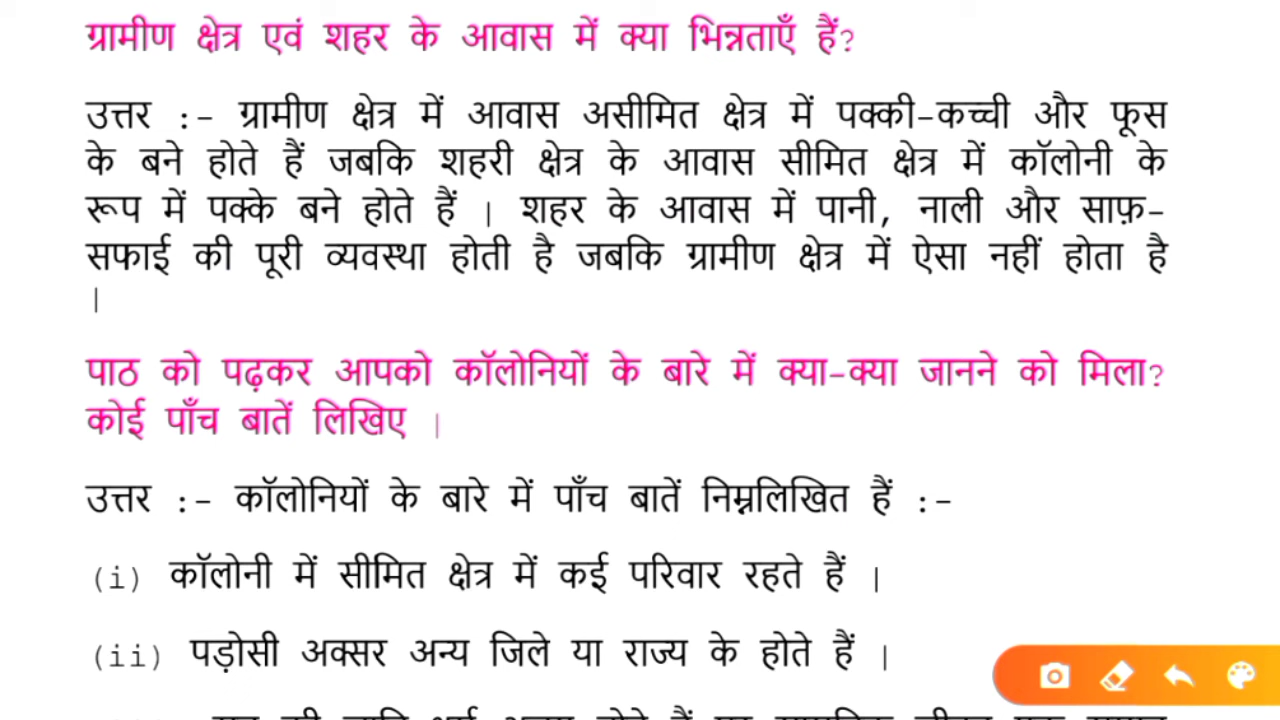 ग्रामीण क्षेत्र एवं शहर के आवास में क्या भिन्नताएँ हैं?
उत्तर :- ग्रामीण क्षेत्र में आवास असीमित क्षेत्र में पक्की-कच्ची और फूस
के बने होते हैं जबकि शहरी क्षेत्र के आवास सीमित क्षेत्र में कॉलोनी के
रूप में पक्के बने होते हैं | शहर के आवास में पानी, नाली और साफ़-
सफाई की पूरी व्यवस्था होती है जबकि ग्रामीण क्षेत्र में ऐसा नहीं होता है
|
पाठ को पढ़कर आपको कॉलोनियों के बारे में क्या-क्या जानने को मिला?
कोई पाँच बातें लिखिए |
उत्तर :- कॉलोनियों के बारे में पाँच बातें निम्नलिखित हैं :-
(i) कॉलोनी में सीमित क्षेत्र में कई परिवार रहते हैं |
(ii) पड़ोसी अक्सर अन्य जिले या राज्य के होते हैं |